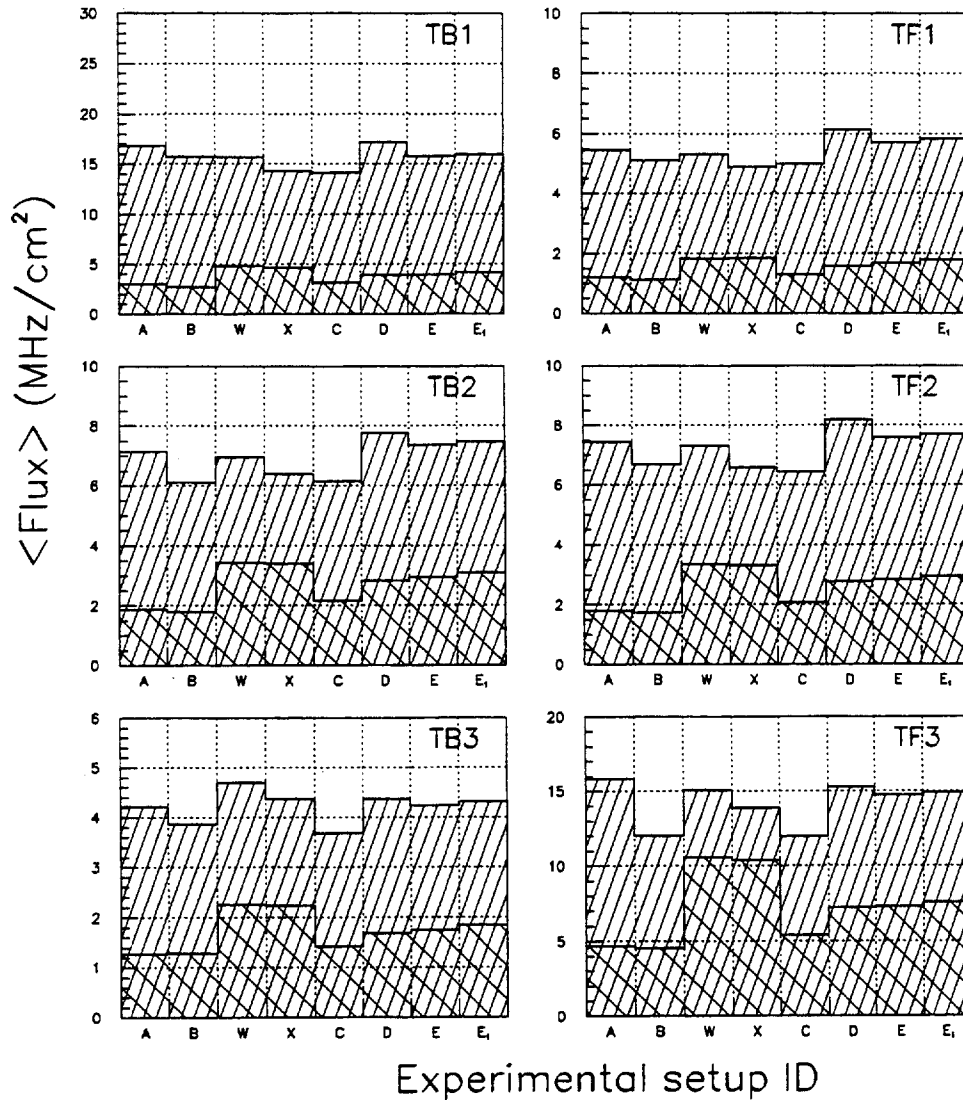 <Flux> (MHz/cm²)
TB1
30
25
20
15
10
5
0
A B W X C D E E₁
TF1
10
8
6
4
2
0
A B W X C D E E₁
TB2
10
8
6
4
2
0
A B W X C D E E₁
TF2
10
8
6
4
2
0
A B W X C D E E₁
TB3
6
5
4
3
2
1
0
A B W X C D E E₁
TF3
20
15
10
5
0
A B W X C D E E₁
Experimental setup ID